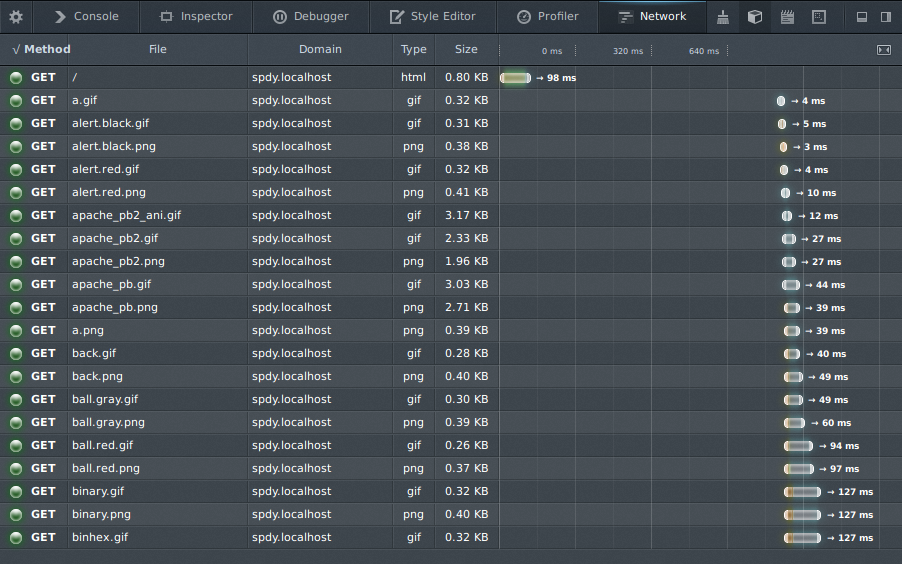 Console Inspector Debugger Style Editor Profiler Network
√ Method File Domain Type Size 0 ms 320 ms 640 ms
GET / spdy.localhost html 0.80 KB → 98 ms
GET a.gif spdy.localhost gif 0.32 KB → 4 ms
GET alert.black.gif spdy.localhost gif 0.31 KB → 5 ms
GET alert.black.png spdy.localhost png 0.38 KB → 3 ms
GET alert.red.gif spdy.localhost gif 0.32 KB → 4 ms
GET alert.red.png spdy.localhost png 0.41 KB → 10 ms
GET apache_pb2_ani.gif spdy.localhost gif 3.17 KB → 12 ms
GET apache_pb2.gif spdy.localhost gif 2.33 KB → 27 ms
GET apache_pb2.png spdy.localhost png 1.96 KB → 27 ms
GET apache_pb.gif spdy.localhost gif 3.03 KB → 44 ms
GET apache_pb.png spdy.localhost png 2.71 KB → 39 ms
GET a.png spdy.localhost png 0.39 KB → 39 ms
GET back.gif spdy.localhost gif 0.28 KB → 40 ms
GET back.png spdy.localhost png 0.40 KB → 49 ms
GET ball.gray.gif spdy.localhost gif 0.30 KB → 49 ms
GET ball.gray.png spdy.localhost png 0.39 KB → 60 ms
GET ball.red.gif spdy.localhost gif 0.26 KB → 94 ms
GET ball.red.png spdy.localhost png 0.37 KB → 97 ms
GET binary.gif spdy.localhost gif 0.32 KB → 127 ms
GET binary.png spdy.localhost png 0.40 KB → 127 ms
GET binhex.gif spdy.localhost gif 0.32 KB → 127 ms